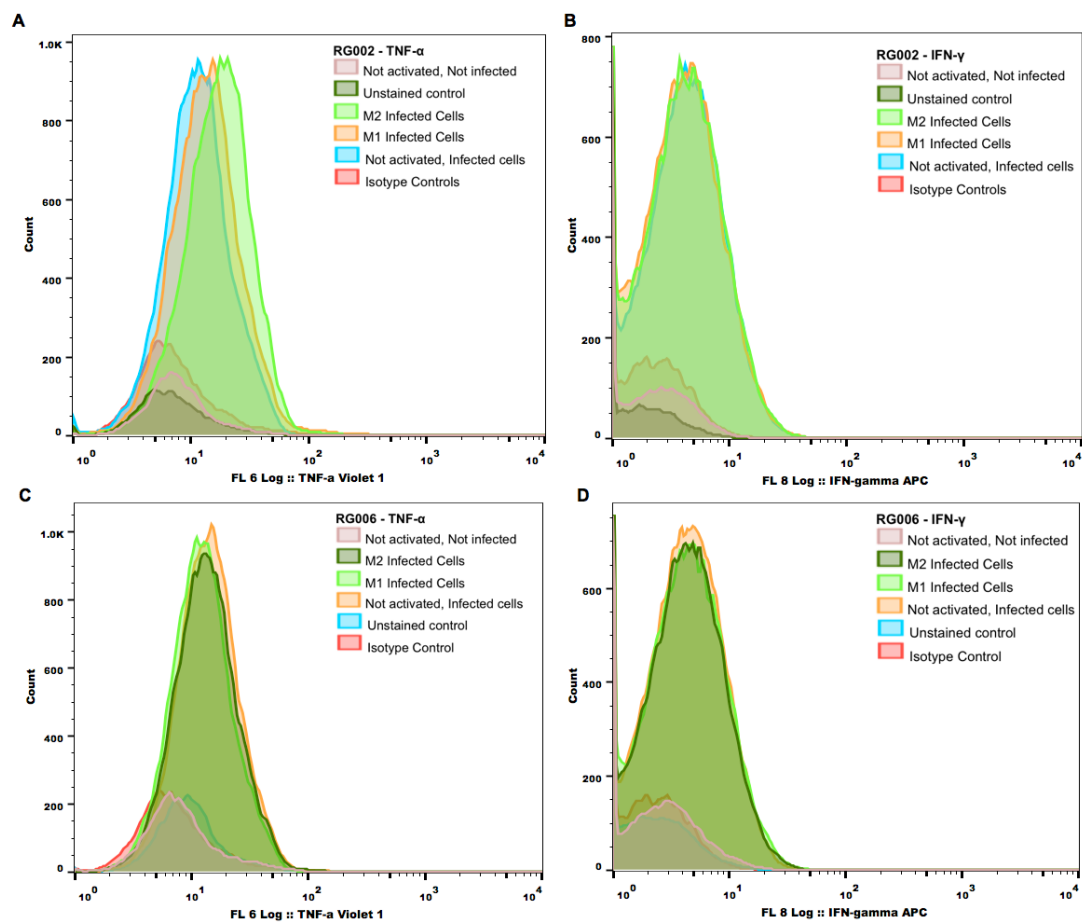 A
RG002 - TNF-α
Not activated, Not infected
Unstained control
M2 Infected Cells
M1 Infected Cells
Not activated, Infected cells
Isotype Controls
1.0K
800
600
400
200
0
Count
10^0
10^1
10^2
10^3
10^4
FL 6 Log :: TNF-a Violet 1
B
RG002 - IFN-γ
Not activated, Not infected
Unstained control
M2 Infected Cells
M1 Infected Cells
Not activated, Infected cells
Isotype Controls
800
600
400
200
0
Count
10^0
10^1
10^2
10^3
10^4
FL 8 Log :: IFN-gamma APC
C
RG006 - TNF-α
Not activated, Not infected
M2 Infected Cells
M1 Infected Cells
Not activated, Infected cells
Unstained control
Isotype Control
1.0K
800
600
400
200
0
Count
10^0
10^1
10^2
10^3
10^4
FL 6 Log :: TNF-a Violet 1
D
RG006 - IFN-γ
Not activated, Not infected
M2 Infected Cells
M1 Infected Cells
Not activated, Infected cells
Unstained control
Isotype Control
600
400
200
0
Count
10^0
10^1
10^2
10^3
10^4
FL 8 Log :: IFN-gamma APC